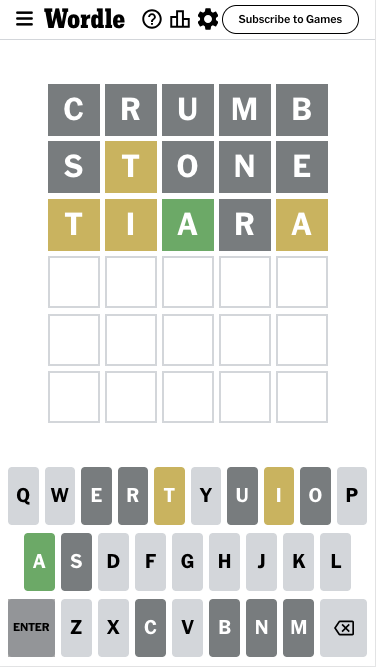 Wordle ? Subscribe to Games
C R U M B
S T O N E
T I A R A
Q W E R T Y U I O P
A S D F G H J K L
ENTER Z X C V B N M